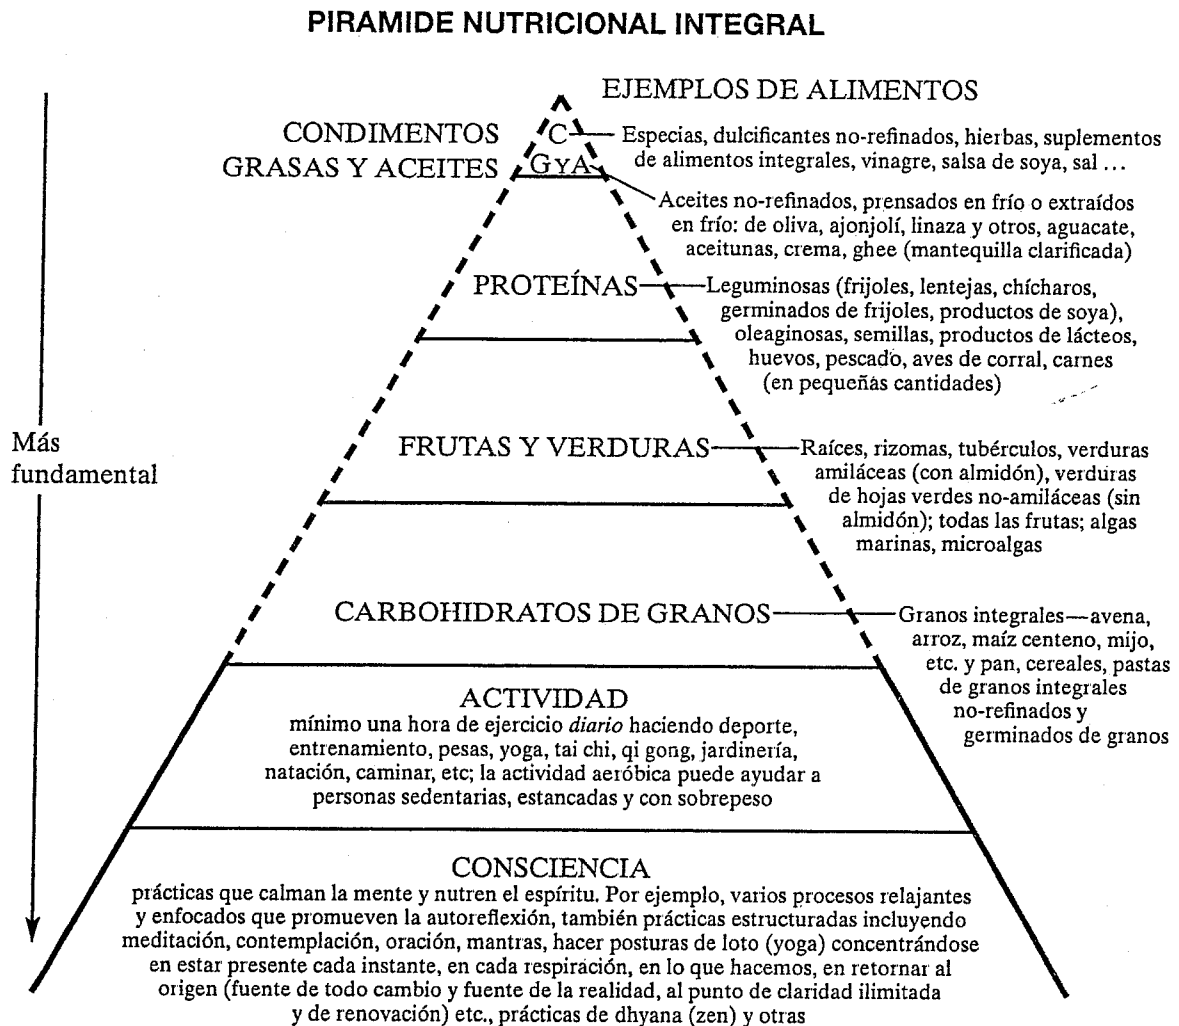 PIRAMIDE NUTRICIONAL INTEGRAL
EJEMPLOS DE ALIMENTOS
CONDIMENTOS
C
Especias, dulcificantes no-refinados, hierbas, suplementos
de alimentos integrales, vinagre, salsa de soya, sal ...
GRASAS Y ACEITES
GYA
Aceites no-refinados, prensados en frío o extraídos
en frío: de oliva, ajonjolí, linaza y otros, aguacate,
aceitunas, crema, ghee (mantequilla clarificada)
PROTEÍNAS
Leguminosas (frijoles, lentejas, chícharos,
germinados de frijoles, productos de soya),
oleaginosas, semillas, productos de lácteos,
huevos, pescado, aves de corral, carnes
(en pequeñas cantidades)
Más
fundamental
FRUTAS Y VERDURAS
Raíces, rizomas, tubérculos, verduras
amiláceas (con almidón), verduras
de hojas verdes no-amiláceas (sin
almidón); todas las frutas; algas
marinas, microalgas
CARBOHIDRATOS DE GRANOS
Granos integrales—avena,
arroz, maíz centeno, mijo,
etc. y pan, cereales, pastas
de granos integrales
no-refinados y
germinados de granos
ACTIVIDAD
mínimo una hora de ejercicio diario haciendo deporte,
entrenamiento, pesas, yoga, tai chi, qi gong, jardinería,
natación, caminar, etc; la actividad aeróbica puede ayudar a
personas sedentarias, estancadas y con sobrepeso
CONSCIENCIA
prácticas que calman la mente y nutren el espíritu. Por ejemplo, varios procesos relajantes
y enfocados que promueven la autoreflexión, también prácticas estructuradas incluyendo
meditación, contemplación, oración, mantras, hacer posturas de loto (yoga) concentrándose
en estar presente cada instante, en cada respiración, en lo que hacemos, en retornar al
origen (fuente de todo cambio y fuente de la realidad, al punto de claridad ilimitada
y de renovación) etc., prácticas de dhyana (zen) y otras